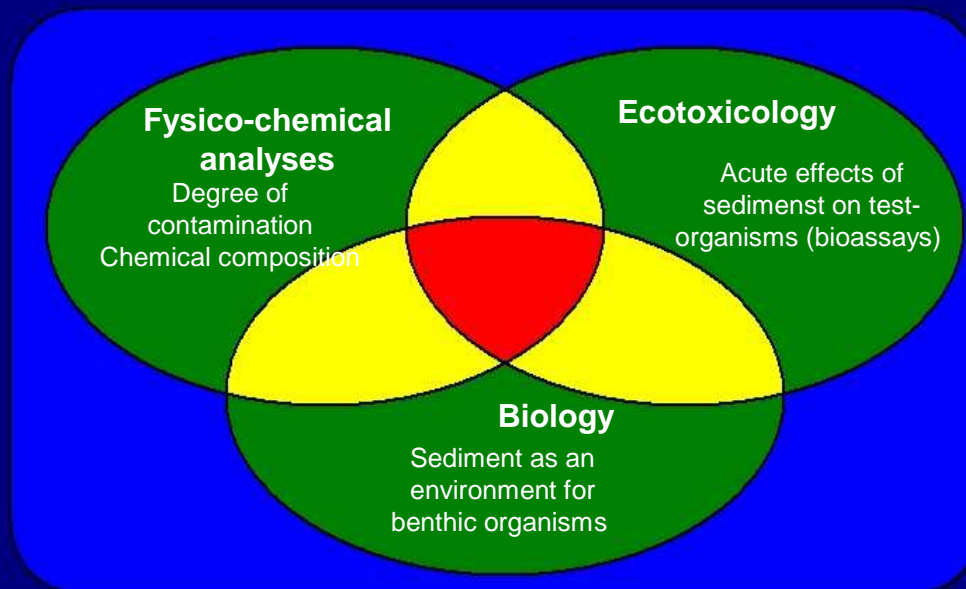 Fysico-chemical
analyses
Degree of
contamination
Chemical composition
Ecotoxicology
Acute effects of
sedimenst on test-
organisms (bioassays)
Biology
Sediment as an
environment for
benthic organisms